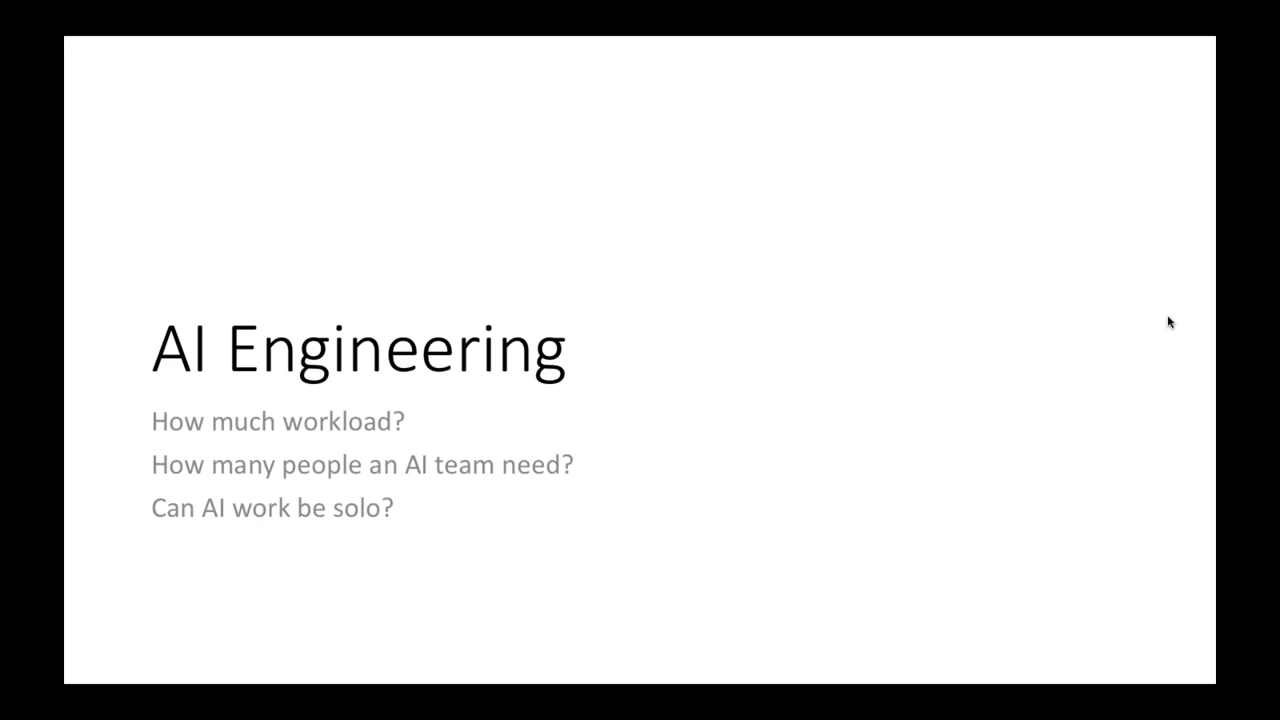 AI Engineering
How much workload?
How many people an AI team need?
Can AI work be solo?